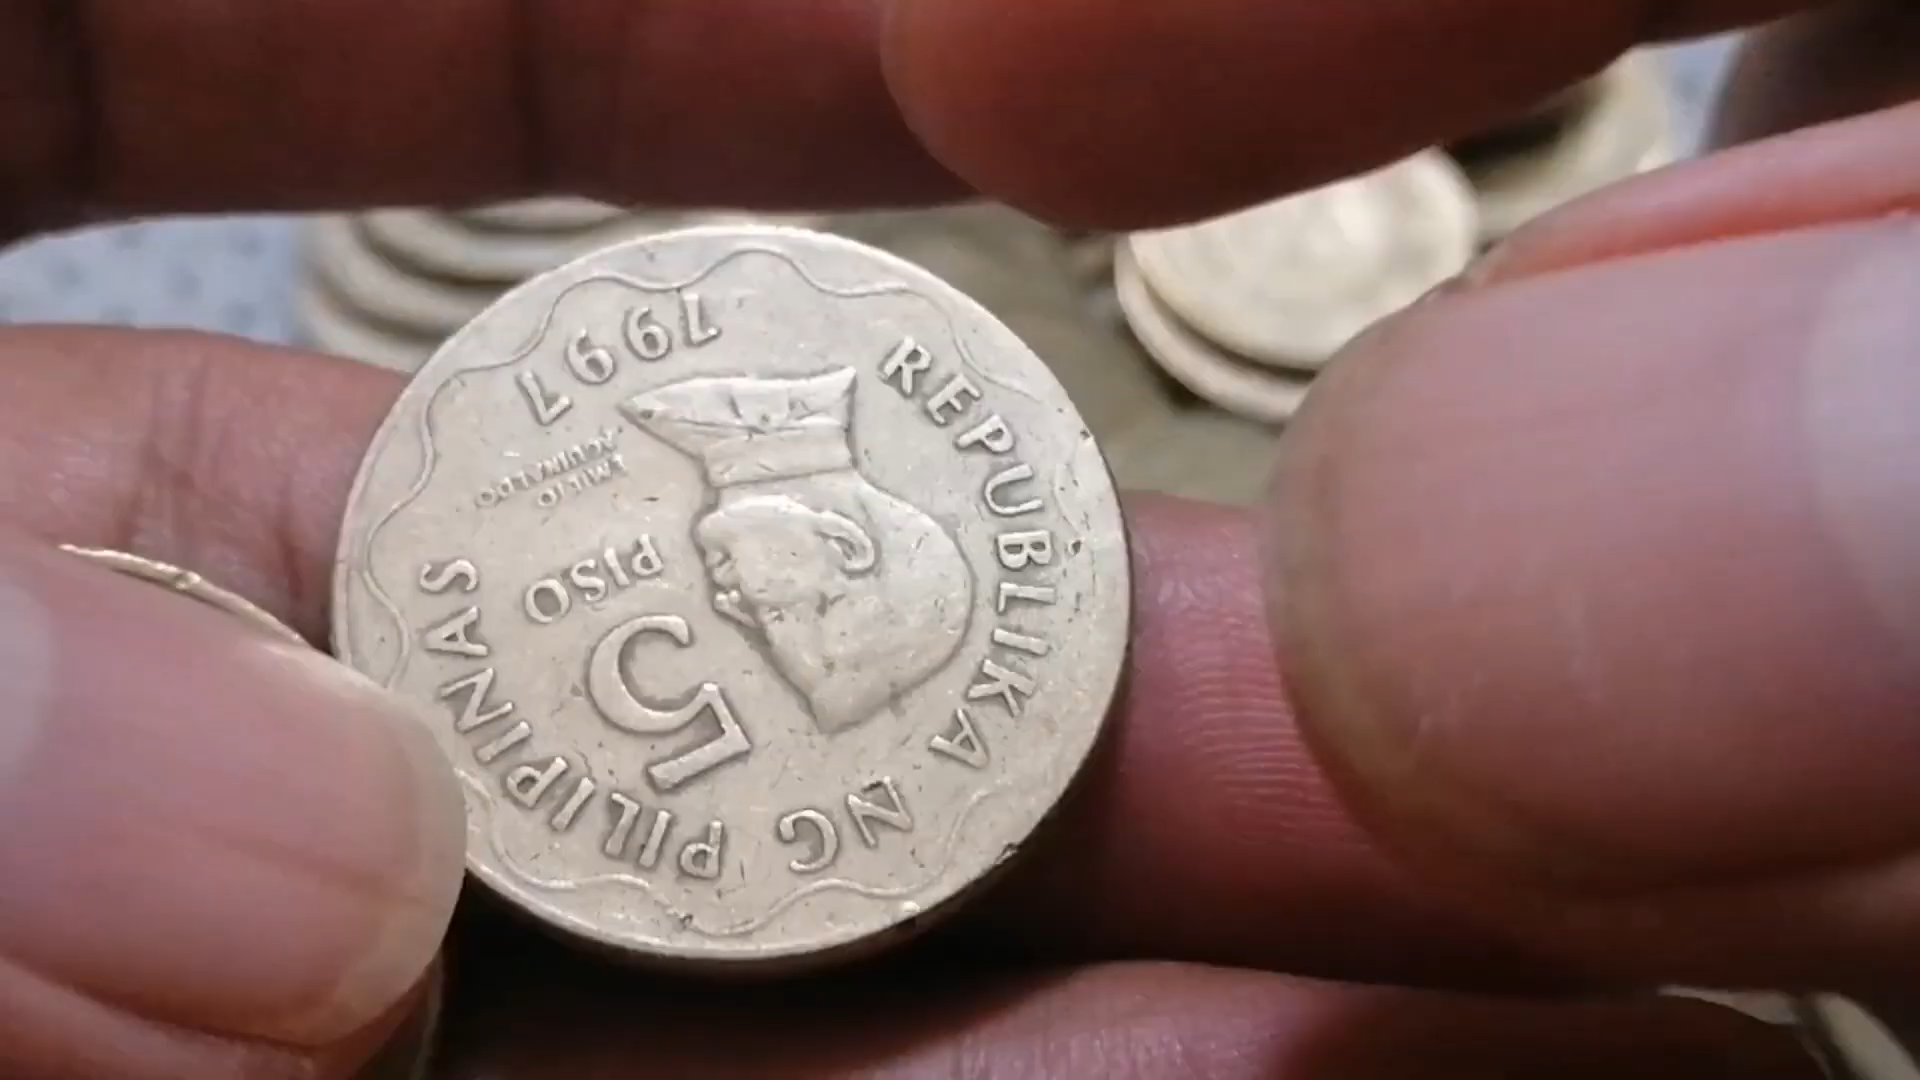 REPUBLIKA NG PILIPINAS
5
PISO
EMILIO
AGUINALDO
1997